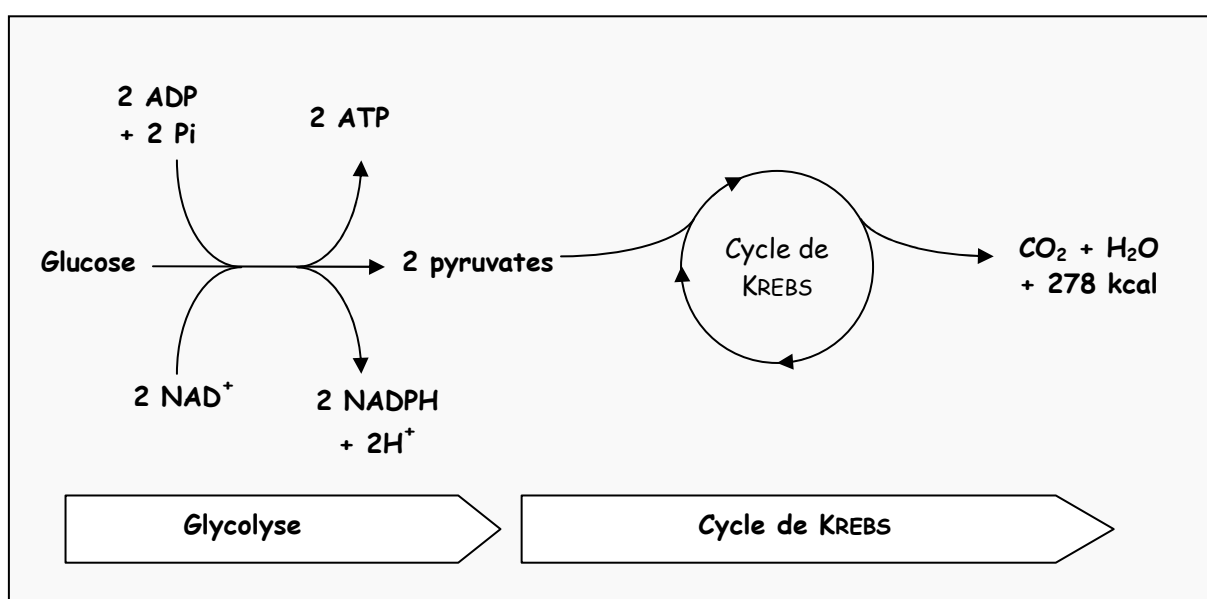 2 ADP
+ 2 Pi
2 ATP
Glucose
2 pyruvates
Cycle de
KREBS
CO₂ + H₂O
+ 278 kcal
2 NAD⁺
2 NADPH
+ 2H⁺
Glycolyse
Cycle de KREBS